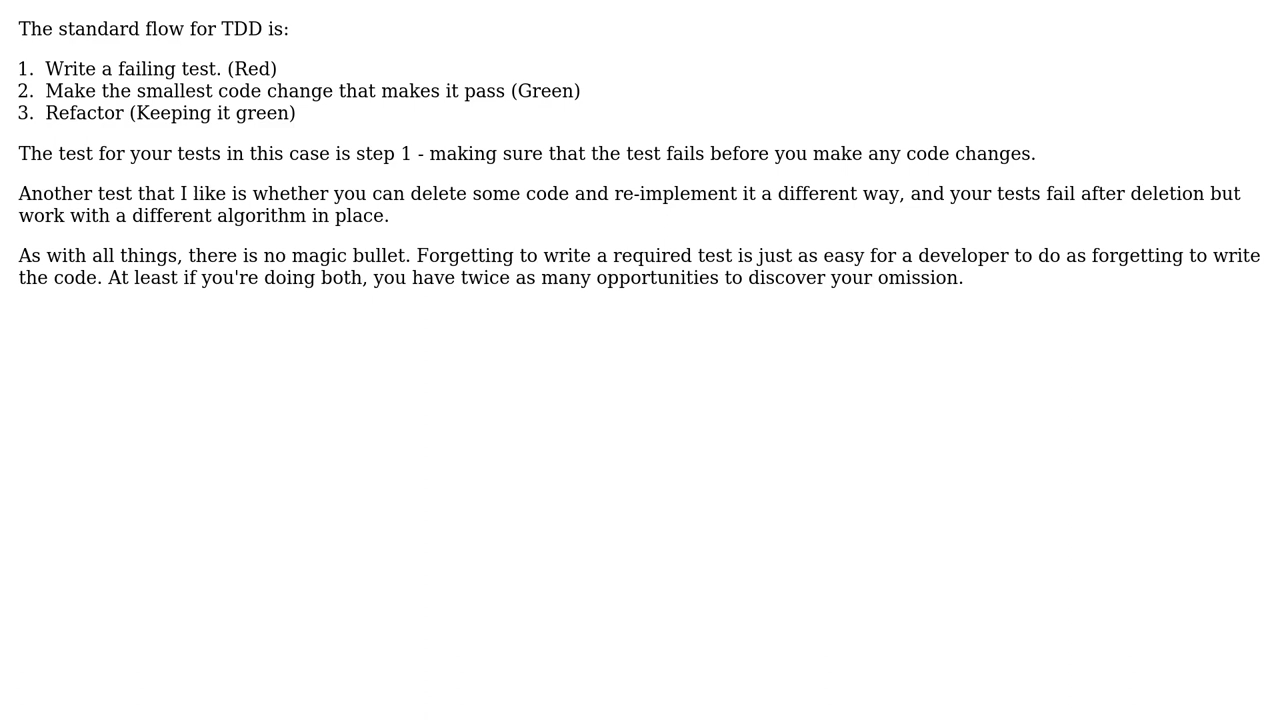 The standard flow for TDD is:
1. Write a failing test. (Red)
2. Make the smallest code change that makes it pass (Green)
3. Refactor (Keeping it green)
The test for your tests in this case is step 1 - making sure that the test fails before you make any code changes.
Another test that I like is whether you can delete some code and re-implement it a different way, and your tests fail after deletion but
work with a different algorithm in place.
As with all things, there is no magic bullet. Forgetting to write a required test is just as easy for a developer to do as forgetting to write
the code. At least if you're doing both, you have twice as many opportunities to discover your omission.